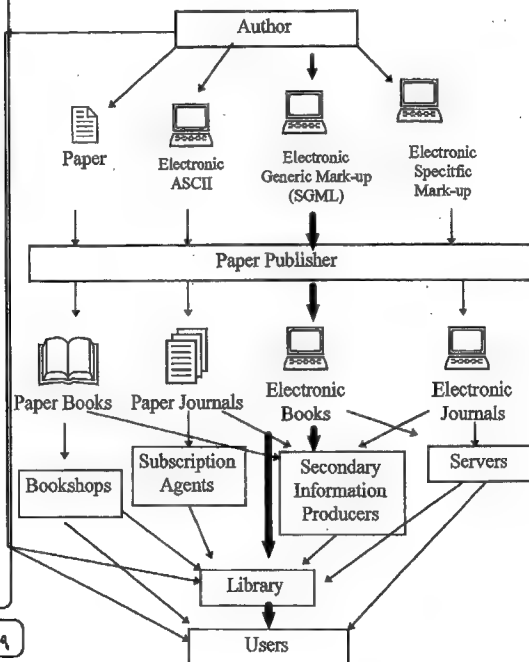 Author
Paper
Electronic
ASCII
Electronic
Generic Mark-up
(SGML)
Electronic
Specitfic
Mark-up
Paper Publisher
Paper Books
Paper Journals
Electronic
Books
Electronic
Journals
Bookshops
Subscription
Agents
Secondary
Information
Producers
Servers
Library
Users